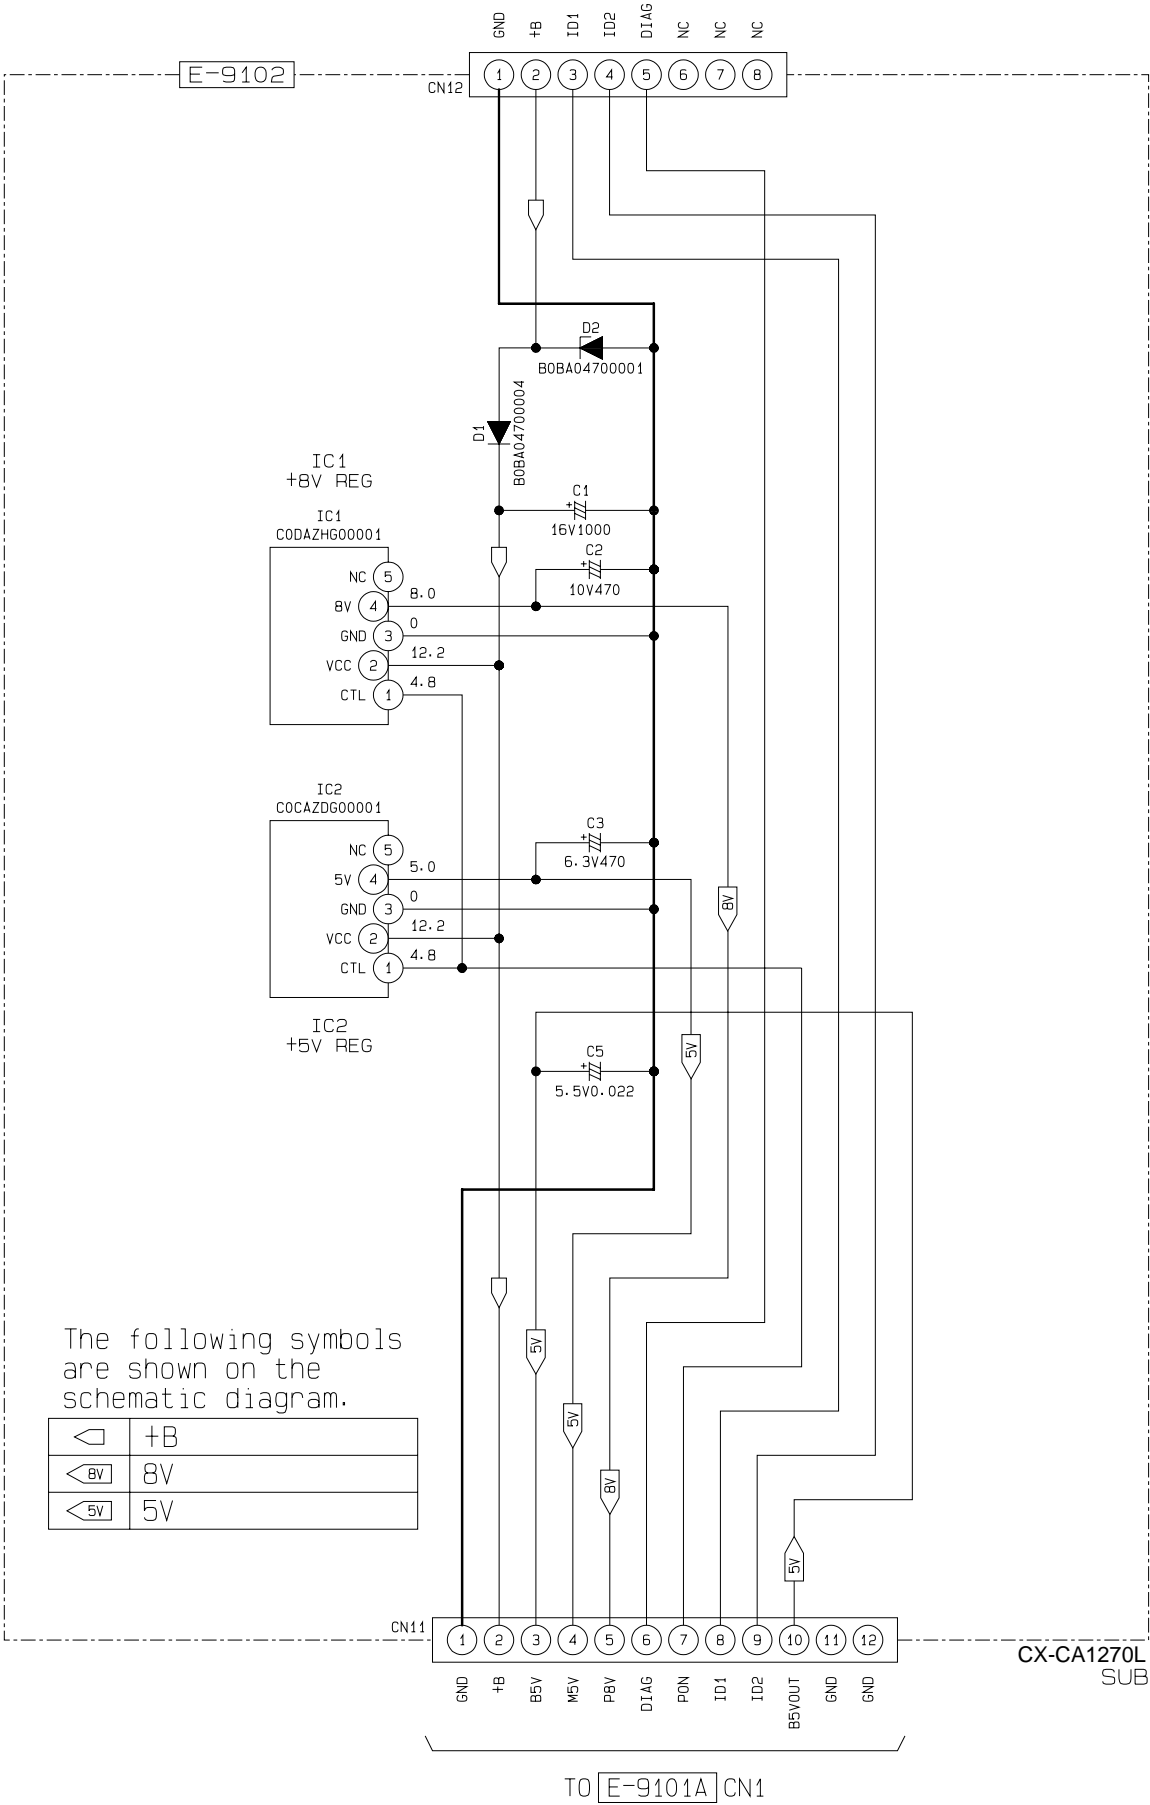 GND
+B
ID1
ID2
DIAG
NC
NC
NC
E-9102
CN12
1 2 3 4 5 6 7 8
D2
B0BA04700001
D1
B0BA04700004
IC1
+8V REG
IC1
C0DAZHG00001
C1
16V1000
C2
10V470
NC 5
8V 4 8.0
GND 3 0
VCC 2 12.2
CTL 1 4.8
IC2
C0CAZDG00001
C3
6.3V470
NC 5
5V 4 5.0
GND 3 0
VCC 2 12.2
CTL 1 4.8
8V
IC2
+5V REG
5V
C5
5.5V0.022
The following symbols
are shown on the
schematic diagram.
+B
8V 8V
5V 5V
5V
5V
8V
5V
CN11
1 2 3 4 5 6 7 8 9 10 11 12
CX-CA1270L
SUB
GND
+B
B5V
M5V
P8V
DIAG
PON
ID1
ID2
B5VOUT
GND
GND
TO E-9101A CN1